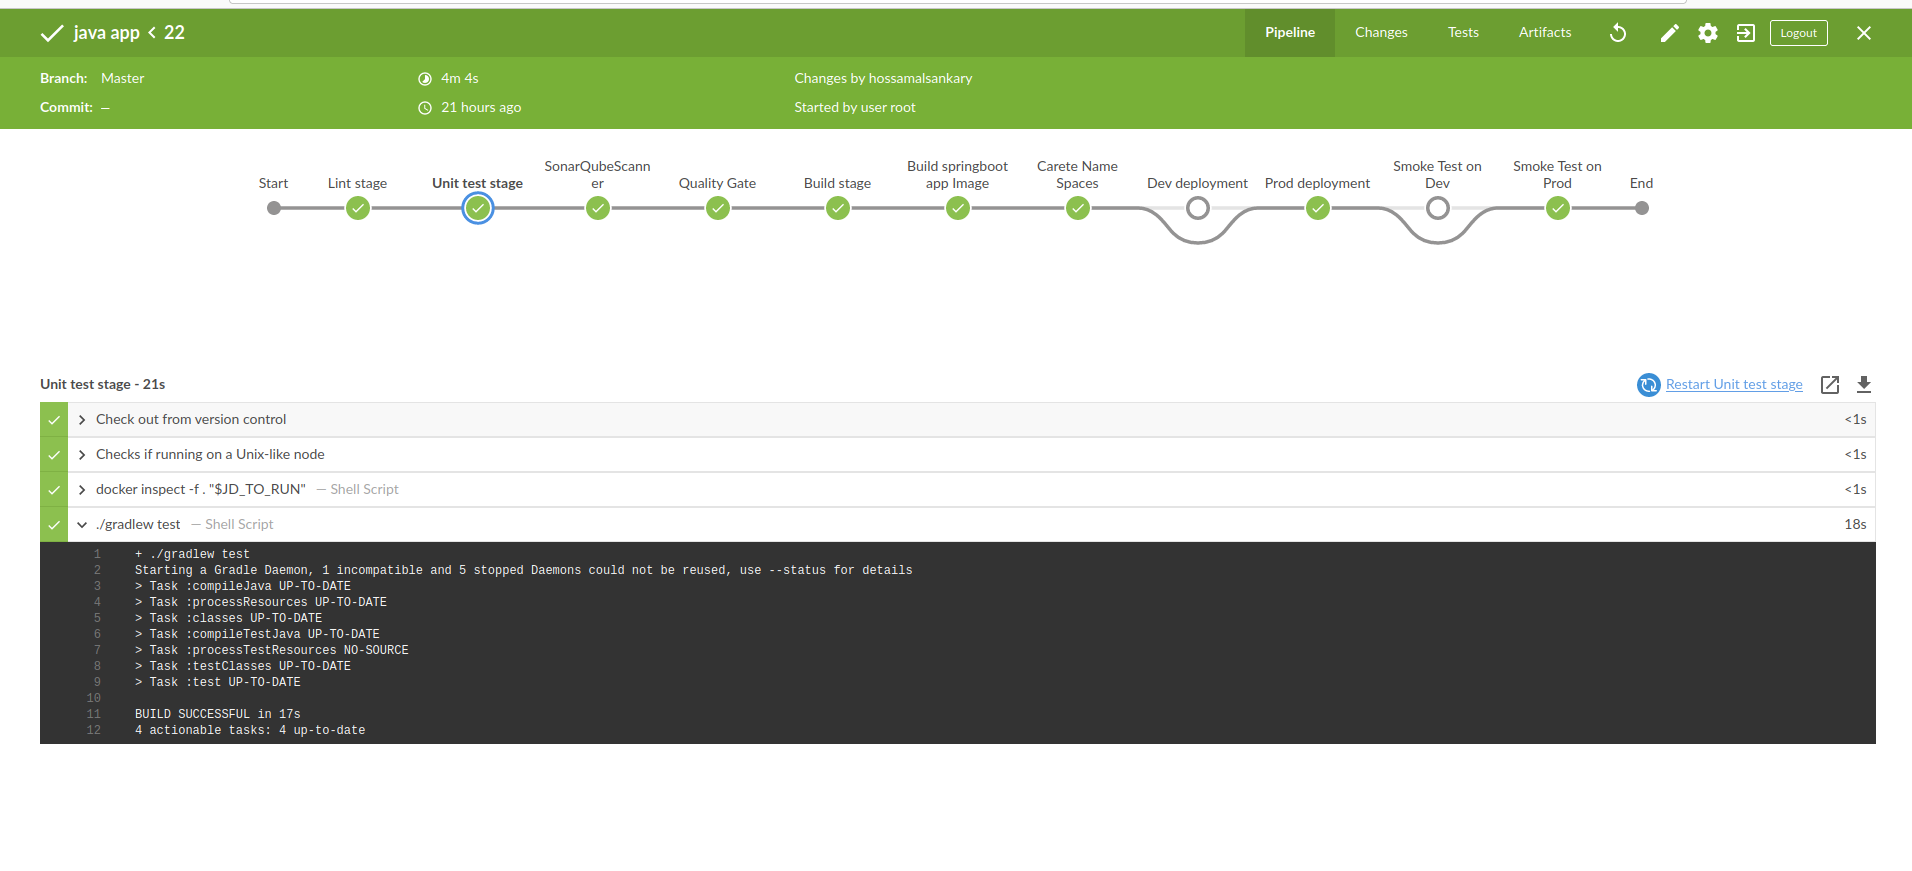 java app < 22
Pipeline
Changes
Tests
Artifacts
Logout
Branch: Master
4m 4s
Changes by hossamalsankary
Commit: —
21 hours ago
Started by user root
Start
Lint stage
Unit test stage
SonarQubeScann
er
Quality Gate
Build stage
Build springboot
app Image
Carete Name
Spaces
Dev deployment
Prod deployment
Smoke Test on
Dev
Smoke Test on
Prod
End
Unit test stage - 21s
Restart Unit test stage
Check out from version control
<1s
Checks if running on a Unix-like node
<1s
docker inspect -f . "$JD_TO_RUN" — Shell Script
<1s
./gradlew test — Shell Script
18s
1 + ./gradlew test
2 Starting a Gradle Daemon, 1 incompatible and 5 stopped Daemons could not be reused, use --status for details
3 > Task :compileJava UP-TO-DATE
4 > Task :processResources UP-TO-DATE
5 > Task :classes UP-TO-DATE
6 > Task :compileTestJava UP-TO-DATE
7 > Task :processTestResources NO-SOURCE
8 > Task :testClasses UP-TO-DATE
9 > Task :test UP-TO-DATE
10
11 BUILD SUCCESSFUL in 17s
12 4 actionable tasks: 4 up-to-date